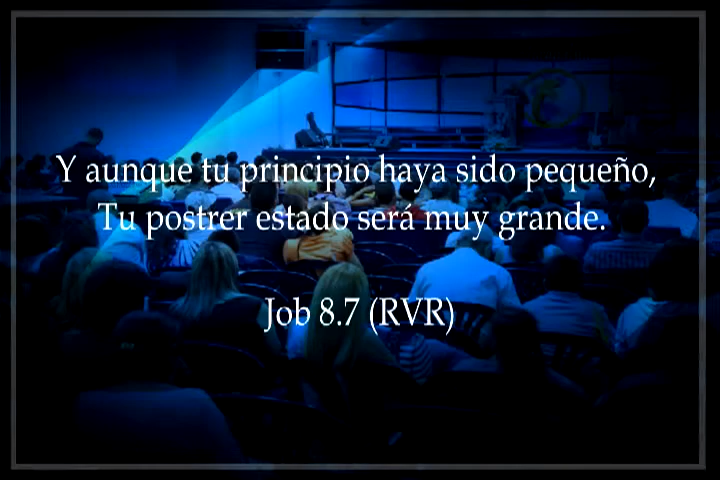 Y aunque tu principio haya sido pequeño,
Tu postrer estado será muy grande.
Job 8.7 (RVR)